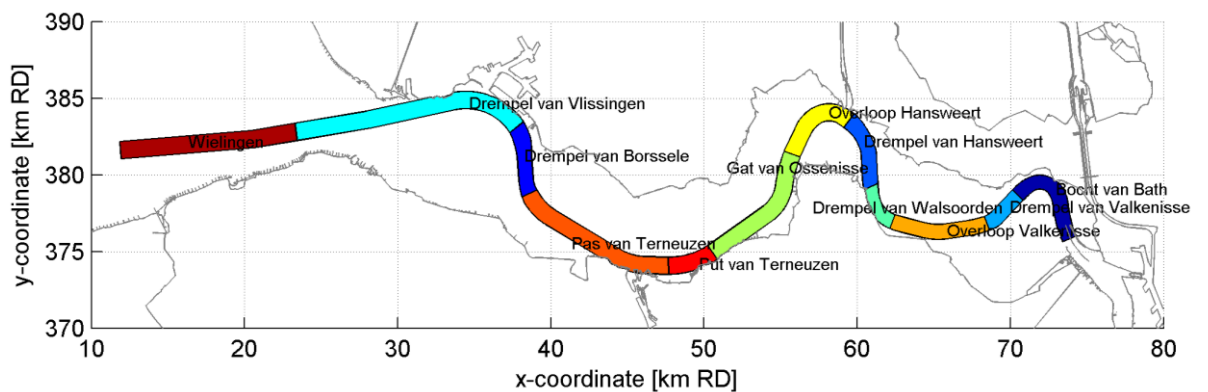 390
385
380
375
370
y-coordinate [km RD]
Drempel van Vlissingen
Overloop Hansweert
Wielingen
Drempel van Hansweert
Drempel van Borssele
Gat van Ossenisse
Bocht van Bath
Drempel van Walsoorden
Drempel van Valkenisse
Overloop Valkenisse
Pas van Terneuzen
Put van Terneuzen
10 20 30 40 50 60 70 80
x-coordinate [km RD]